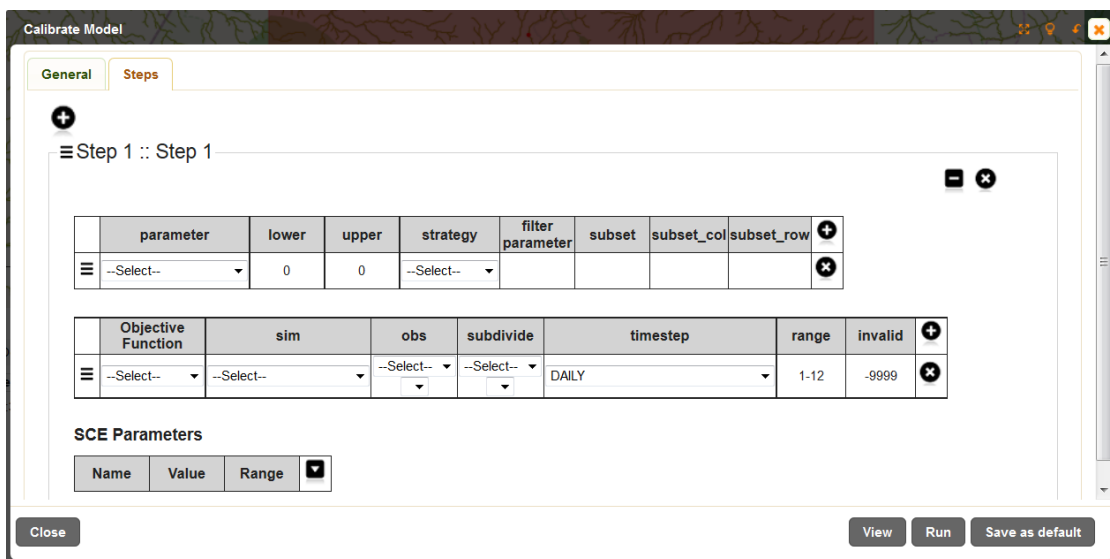 Calibrate Model
General Steps
Step 1 :: Step 1
parameter lower upper strategy filter parameter subset subset_col subset_row
--Select-- 0 0 --Select--
Objective Function sim obs subdivide timestep range invalid
--Select-- --Select-- --Select-- --Select-- DAILY 1-12 -9999
SCE Parameters
Name Value Range
Close View Run Save as default